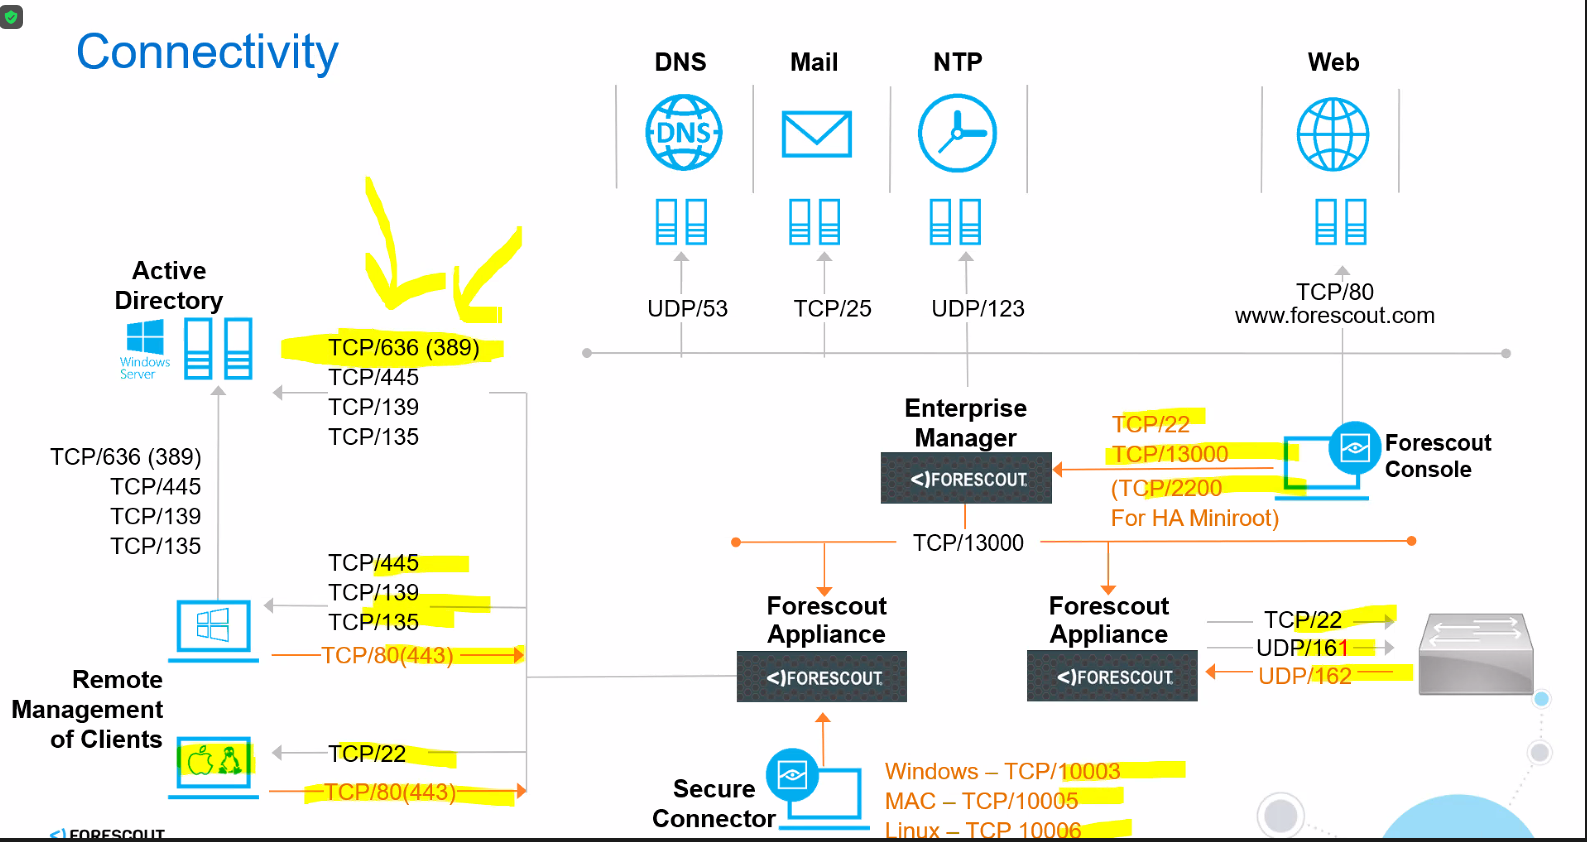 Connectivity
DNS
Mail
NTP
Web
DNS
UDP/53
TCP/25
UDP/123
TCP/80
www.forescout.com
Active
Directory
Windows
Server
TCP/636 (389)
TCP/445
TCP/139
TCP/135
TCP/636 (389)
TCP/445
TCP/139
TCP/135
Enterprise
Manager
<)FORESCOUT.
TCP/22
TCP/13000
(TCP/2200
For HA Miniroot)
Forescout
Console
TCP/13000
TCP/445
TCP/139
TCP/135
TCP/80(443)
Remote
Management
of Clients
TCP/22
TCP/80(443)
Forescout
Appliance
<)FORESCOUT.
Forescout
Appliance
<)FORESCOUT.
TCP/22
UDP/161
UDP/162
Secure
Connector
Windows – TCP/10003
MAC – TCP/10005
Linux – TCP 10006
<)FORESCOUT